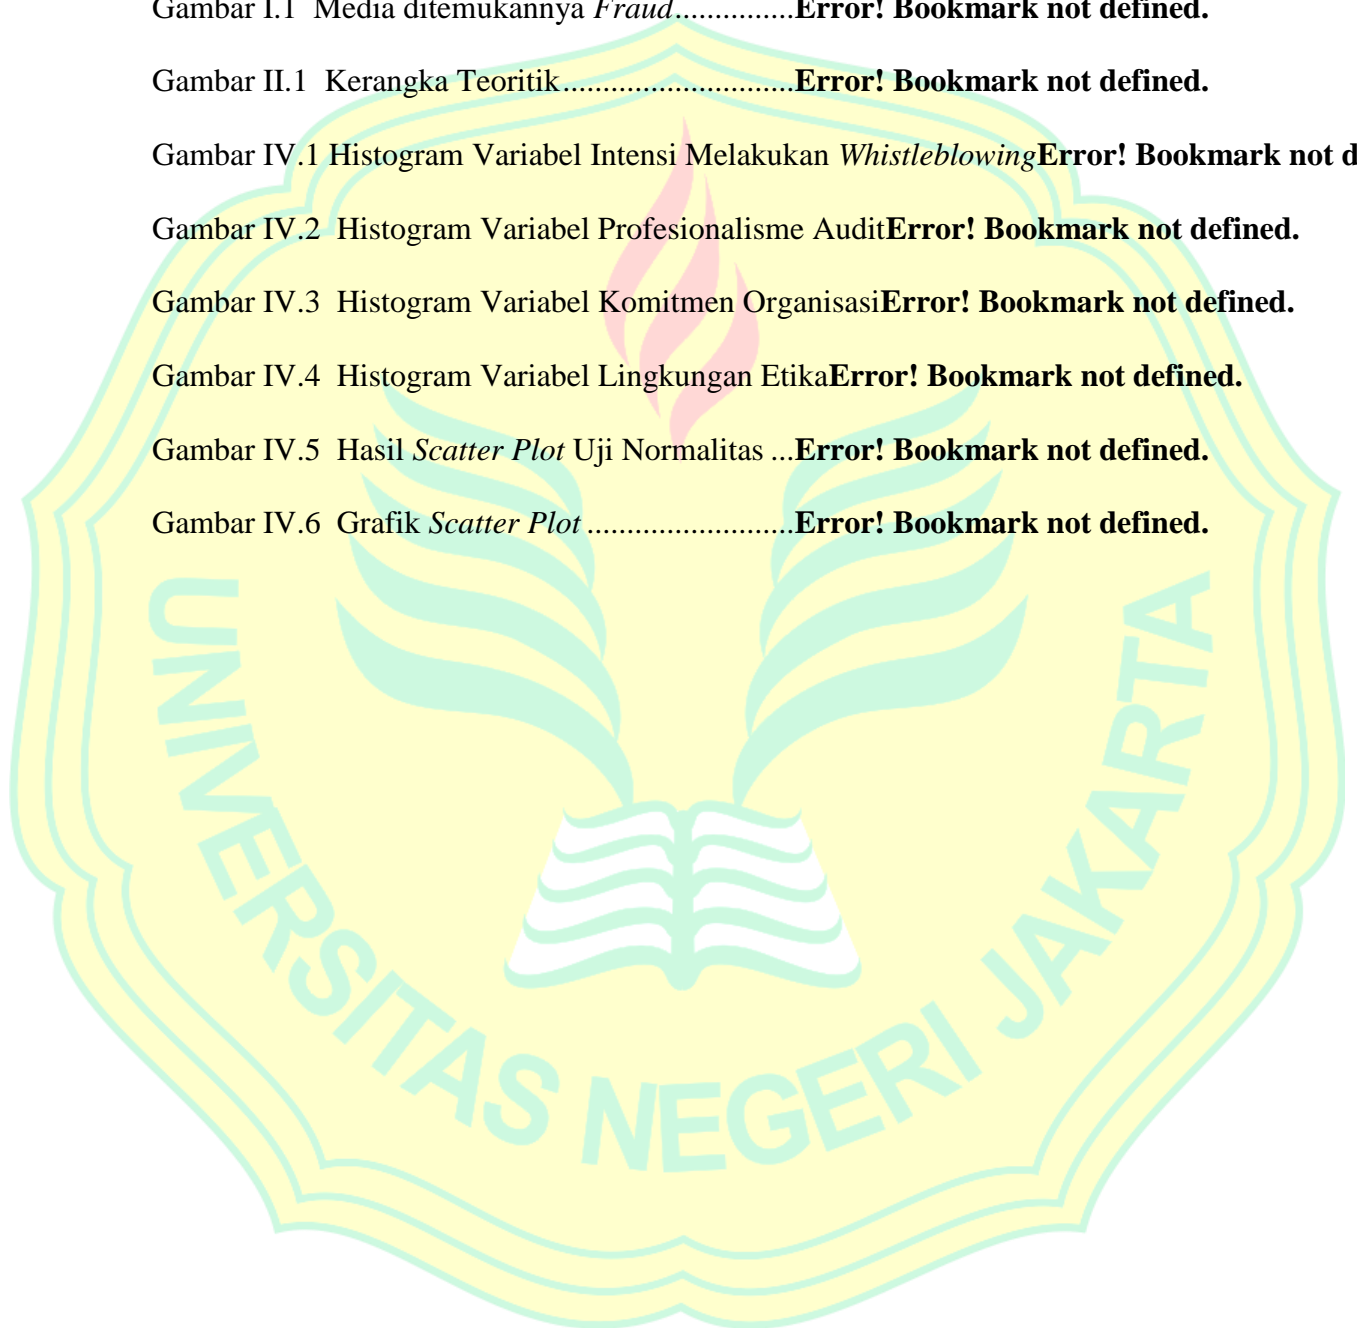 Gambar I.1 Media ditemukannya Fraud...............Error! Bookmark not defined.
Gambar II.1 Kerangka Teoritik.............................Error! Bookmark not defined.
Gambar IV.1 Histogram Variabel Intensi Melakukan WhistleblowingError! Bookmark not d
Gambar IV.2 Histogram Variabel Profesionalisme AuditError! Bookmark not defined.
Gambar IV.3 Histogram Variabel Komitmen OrganisasiError! Bookmark not defined.
Gambar IV.4 Histogram Variabel Lingkungan EtikaError! Bookmark not defined.
Gambar IV.5 Hasil Scatter Plot Uji Normalitas ...Error! Bookmark not defined.
Gambar IV.6 Grafik Scatter Plot ..........................Error! Bookmark not defined.
UNIVERSITAS NEGERI JAKARTA